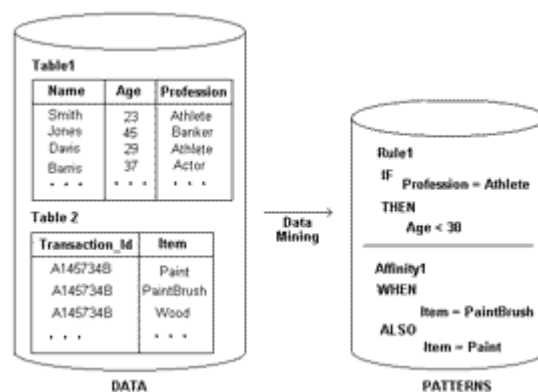 Table1
Name Age Profession
Smith 23 Athlete
Jones 45 Banker
Davis 29 Athlete
Barris 37 Actor
. . . . . . . . .
Table 2
Transaction_Id Item
A145734B Paint
A145734B PaintBrush
A145734B Wood
. . . . . .
DATA
Data
Mining
Rule1
IF
Profession = Athlete
THEN
Age < 30
Affinity1
WHEN
Item = PaintBrush
ALSO
Item = Paint
PATTERNS